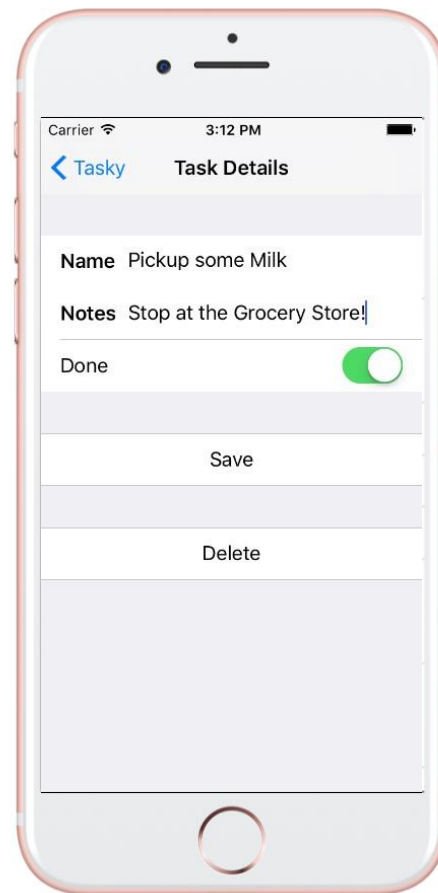 Carrier 3:12 PM
Tasky Task Details
Name Pickup some Milk
Notes Stop at the Grocery Store!
Done
Save
Delete